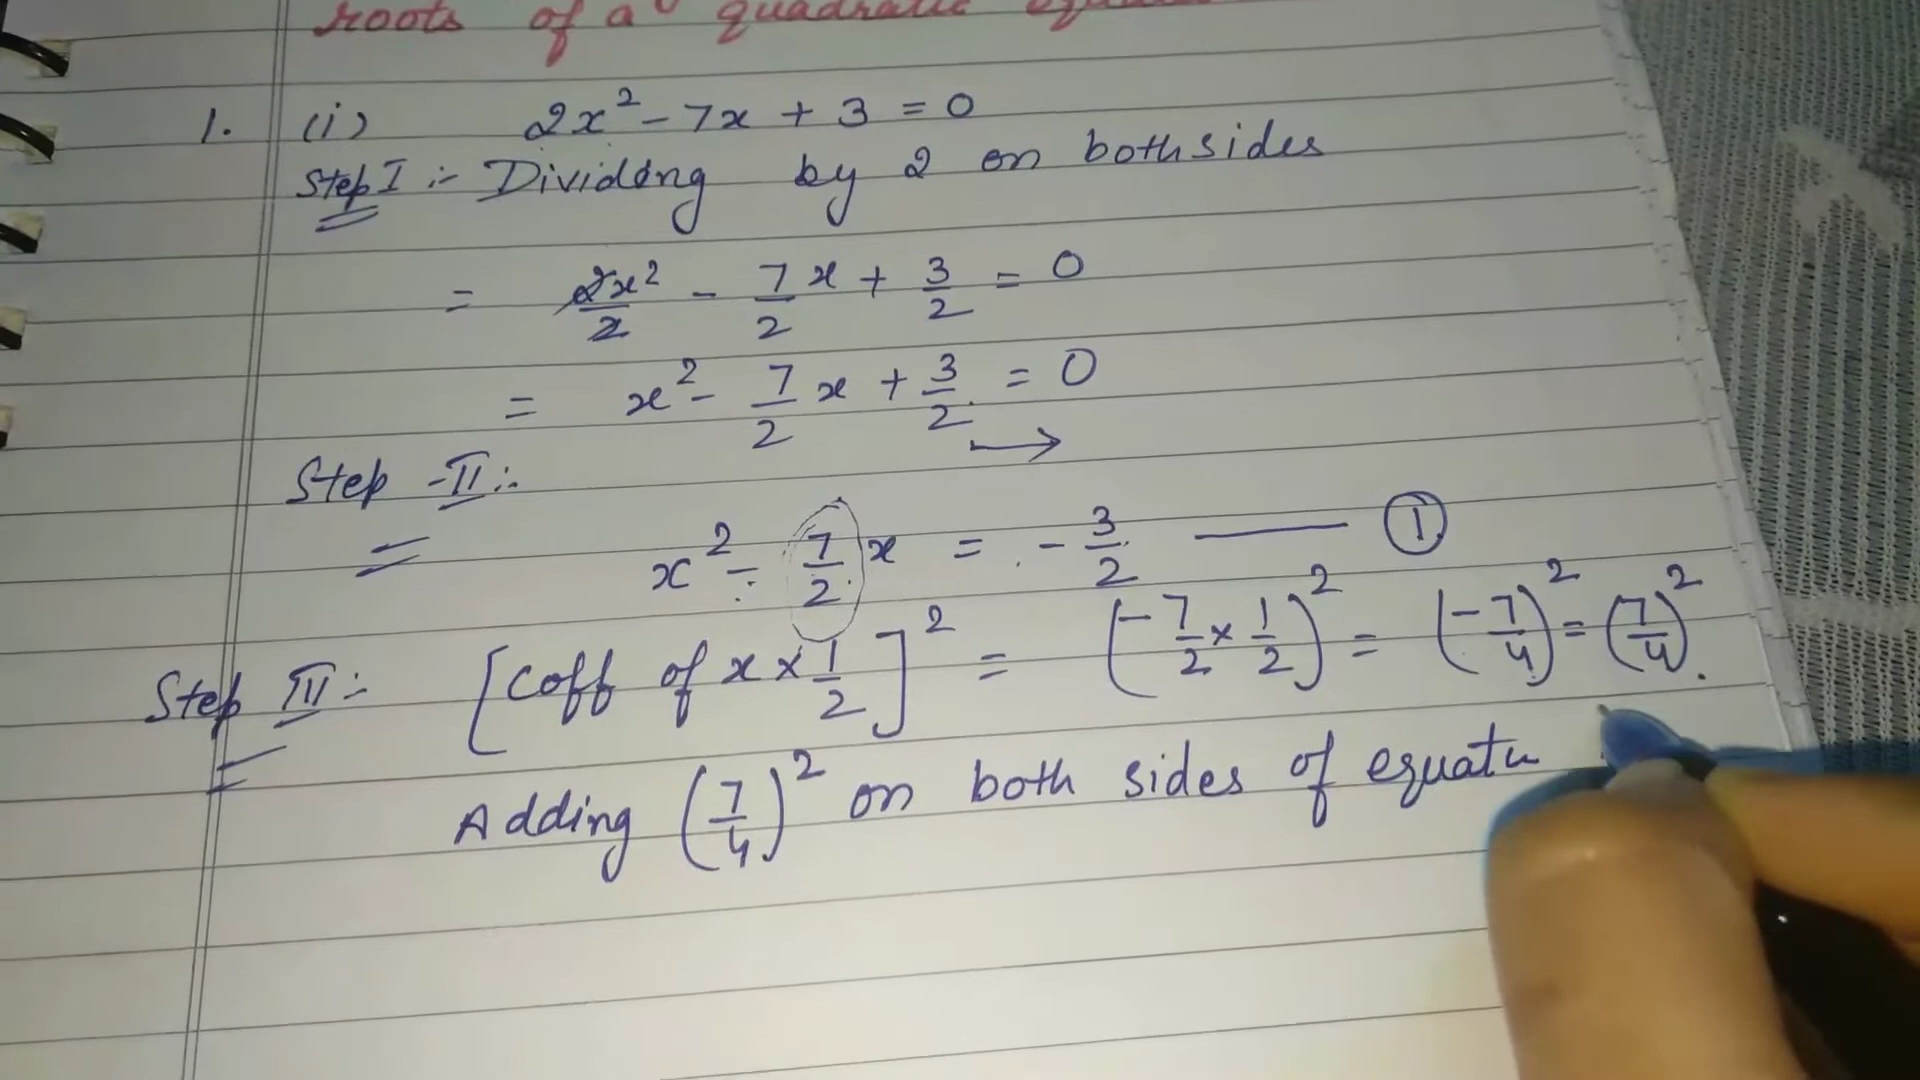 roots of a quadratic
1. (i) 2x² - 7x + 3 = 0
Step I :- Dividing by 2 on both sides
= 2x²/2 - 7/2 x + 3/2 = 0
= x² - 7/2 x + 3/2 = 0
→
Step - II :-
x² - 7/2 x = - 3/2 —— ①
Step III :- [Coff of x × 1/2]² = (- 7/2 × 1/2)² = (- 7/4)² = (7/4)².
Adding (7/4)² on both sides of equatu